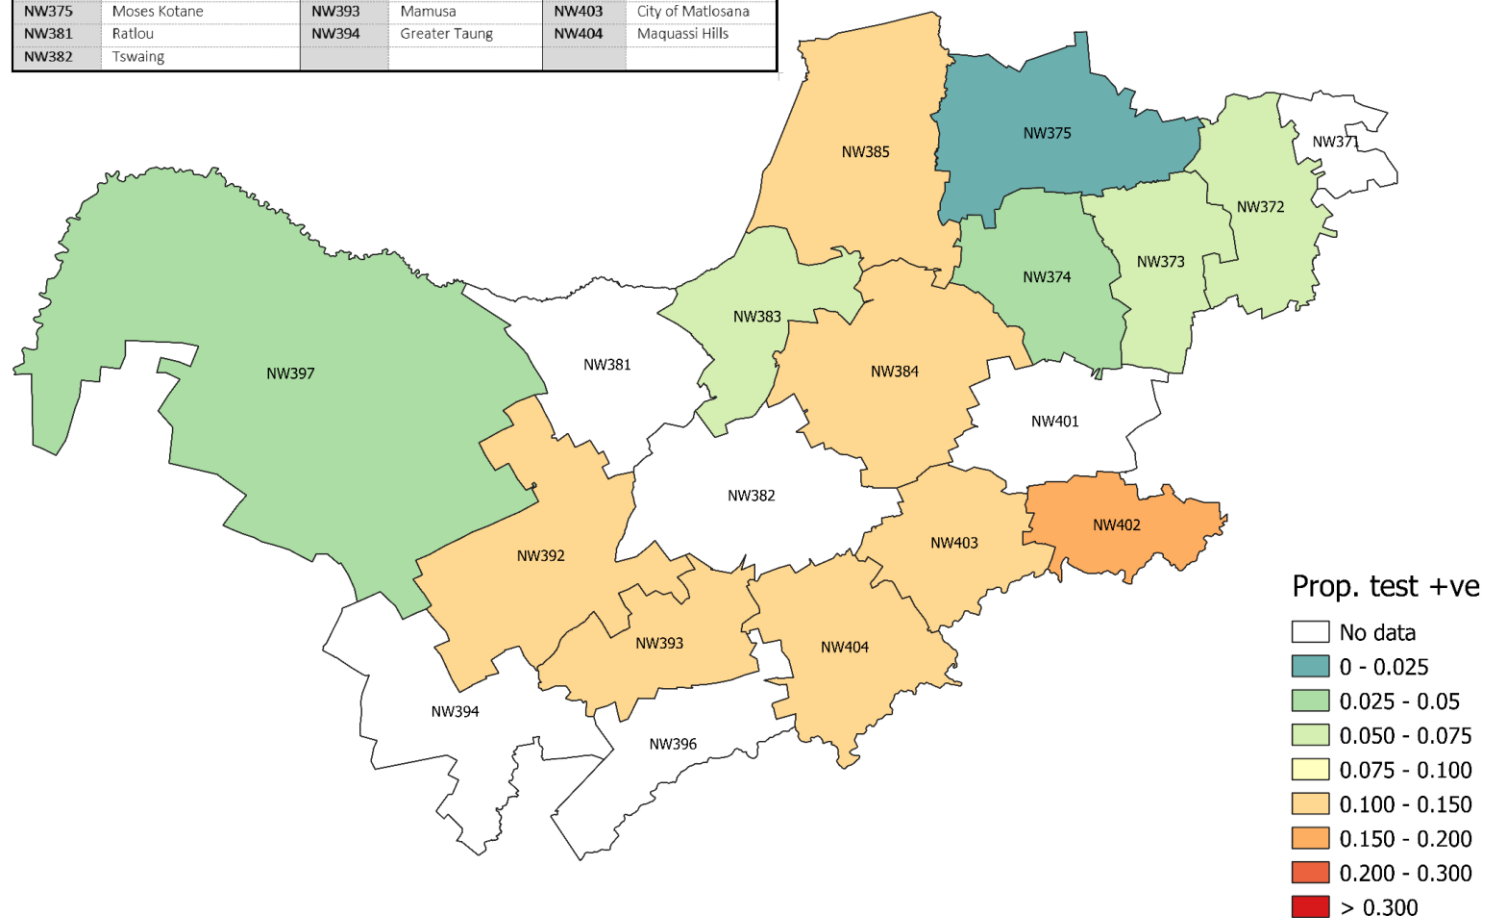 NW375 Moses Kotane NW393 Mamusa NW403 City of Matlosana
NW381 Ratlou NW394 Greater Taung NW404 Maquassi Hills
NW382 Tswaing
NW385
NW375
NW371
NW372
NW373
NW374
NW383
NW381
NW397
NW384
NW401
NW382
NW402
NW403
NW392
NW393
NW404
NW394
NW396
Prop. test +ve
No data
0 - 0.025
0.025 - 0.05
0.050 - 0.075
0.075 - 0.100
0.100 - 0.150
0.150 - 0.200
0.200 - 0.300
> 0.300